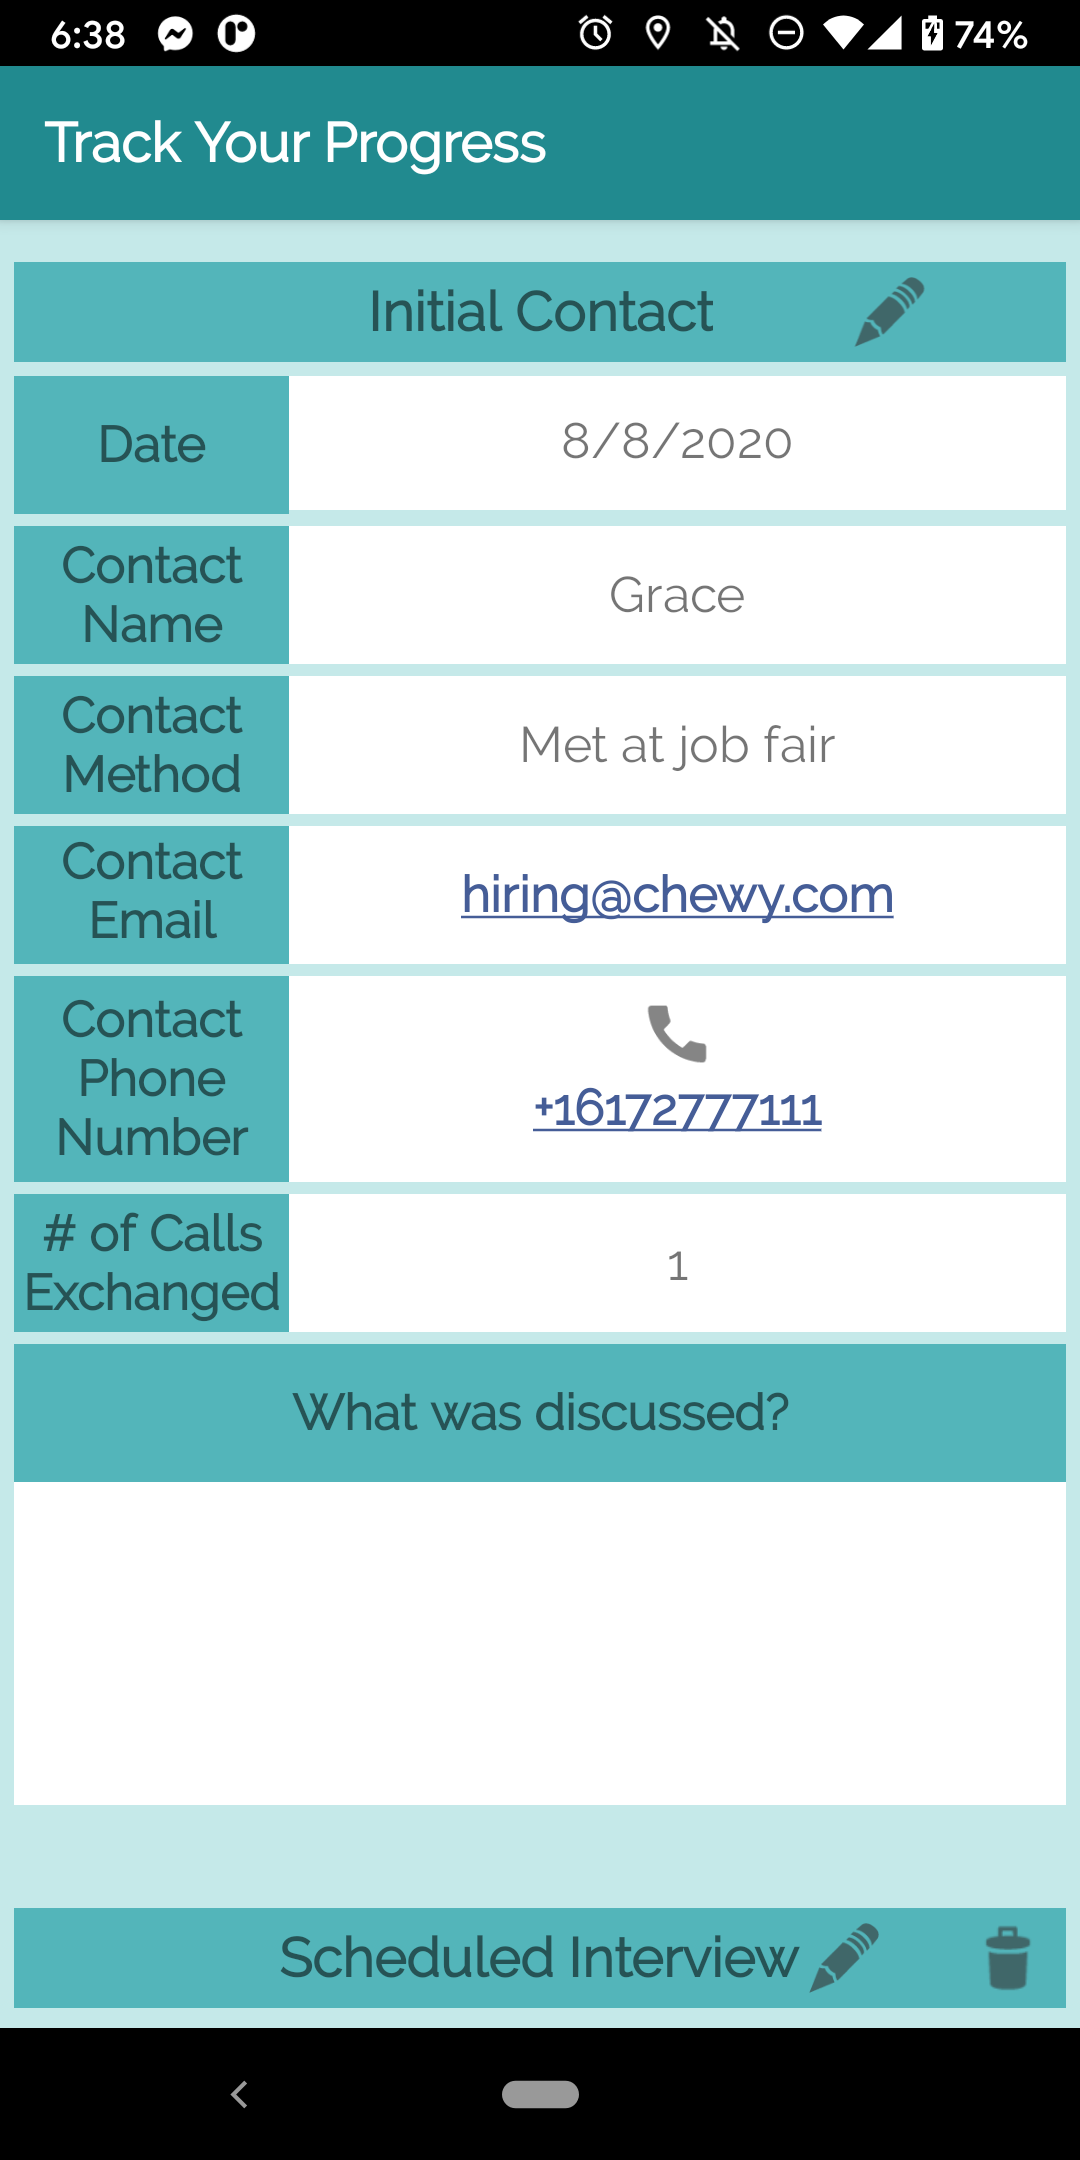 6:38
74%
Track Your Progress
Initial Contact
Date
8/8/2020
Contact
Name
Grace
Contact
Method
Met at job fair
Contact
Email
hiring@chewy.com
Contact
Phone
Number
+16172777111
# of Calls
Exchanged
1
What was discussed?
Scheduled Interview